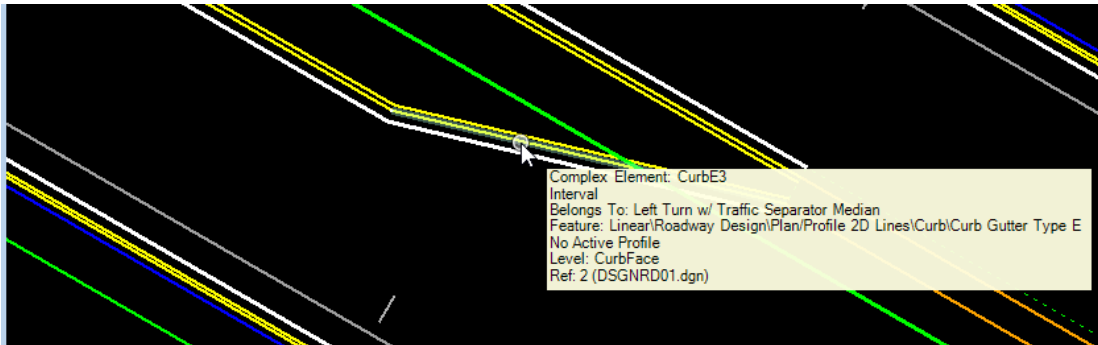 Complex Element: CurbE3
Interval
Belongs To: Left Turn w/ Traffic Separator Median
Feature: Linear\Roadway Design\Plan/Profile 2D Lines\Curb\Curb Gutter Type E
No Active Profile
Level: CurbFace
Ref: 2 (DSGNRD01.dgn)